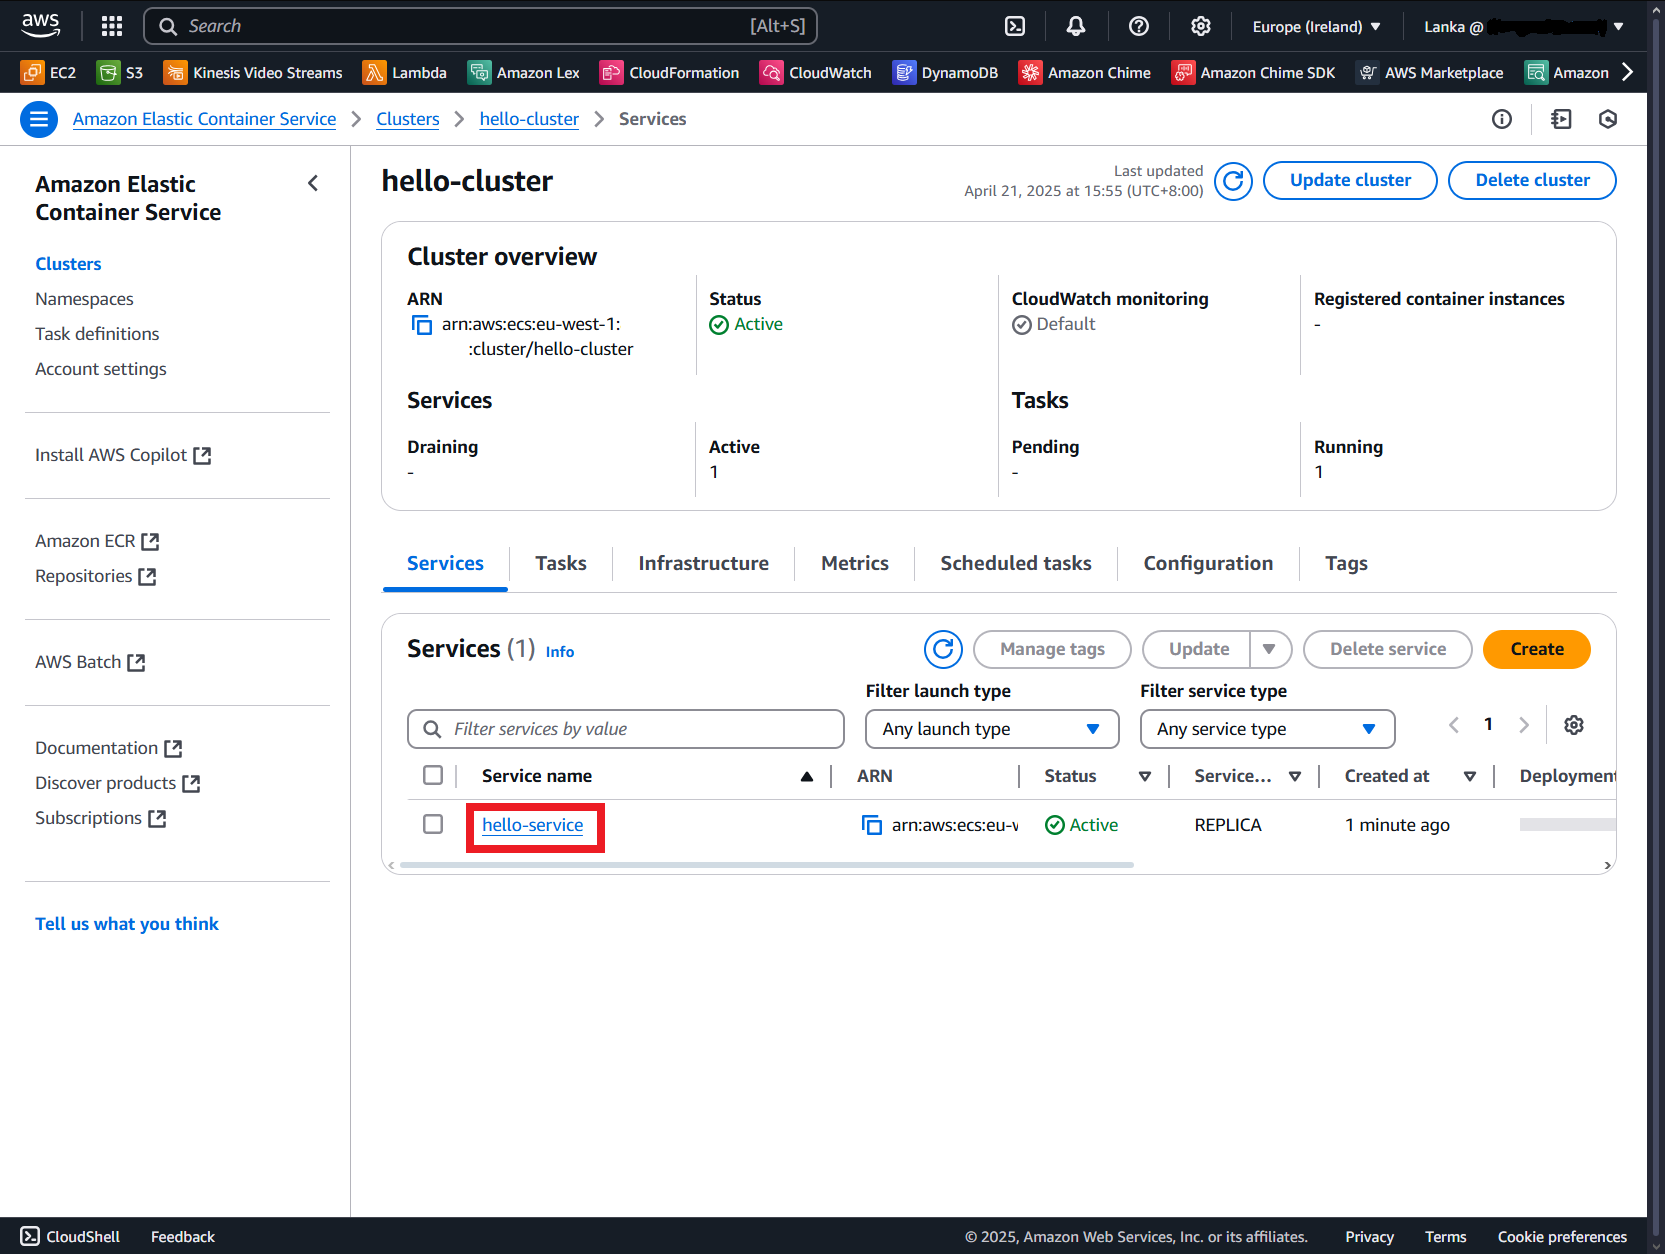 aws
Search [Alt+S]
Europe (Ireland)
Lanka @
EC2 S3 Kinesis Video Streams Lambda Amazon Lex CloudFormation CloudWatch DynamoDB Amazon Chime Amazon Chime SDK AWS Marketplace Amazon
Amazon Elastic Container Service Clusters hello-cluster Services
Amazon Elastic
Container Service
Clusters
Namespaces
Task definitions
Account settings
Install AWS Copilot
Amazon ECR
Repositories
AWS Batch
Documentation
Discover products
Subscriptions
Tell us what you think
hello-cluster
Last updated
April 21, 2025 at 15:55 (UTC+8:00)
Update cluster
Delete cluster
Cluster overview
ARN
arn:aws:ecs:eu-west-1:
:cluster/hello-cluster
Status
Active
CloudWatch monitoring
Default
Registered container instances
-
Services
Draining
-
Active
1
Tasks
Pending
-
Running
1
Services Tasks Infrastructure Metrics Scheduled tasks Configuration Tags
Services (1) Info
Manage tags
Update
Delete service
Create
Filter services by value
Filter launch type
Any launch type
Filter service type
Any service type
1
Service name ARN Status Service... Created at Deployment
hello-service arn:aws:ecs:eu-w Active REPLICA 1 minute ago
CloudShell Feedback © 2025, Amazon Web Services, Inc. or its affiliates. Privacy Terms Cookie preferences